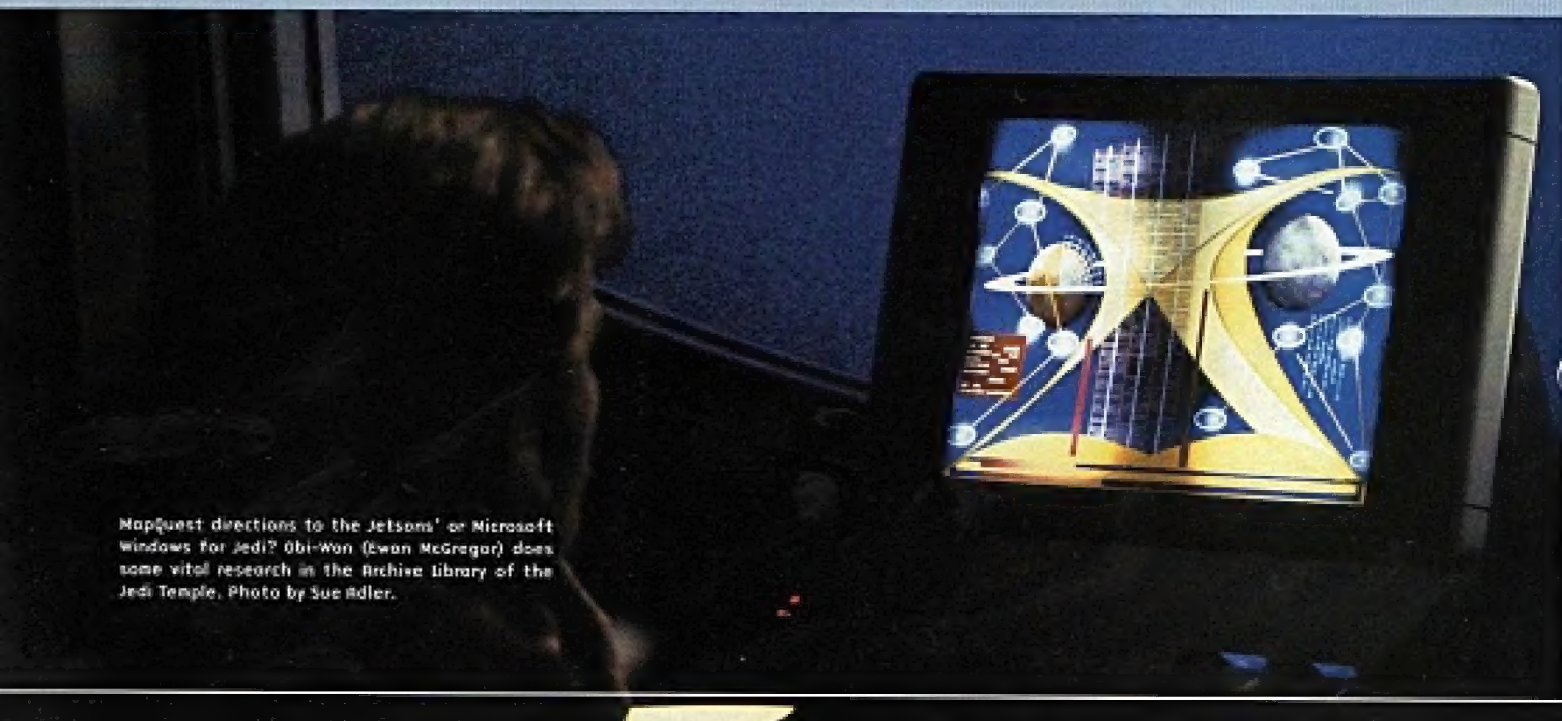 MapQuest directions to the Jetsons' or Microsoft
Windows for Jedi? Obi-Wan (Ewan McGregor) does
some vital research in the Archive Library of the
Jedi Temple. Photo by Sue Adler.